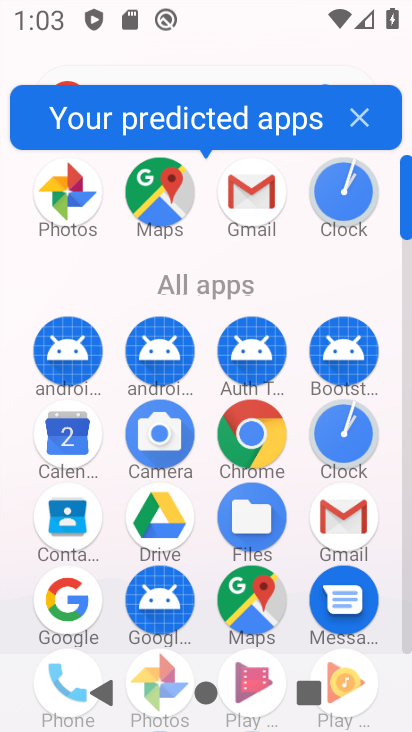 1:03
Your predicted apps
Photos Maps Gmail Clock
All apps
androi... androi... Auth T... Bootst...
Calen... Camera Chrome Clock
Conta... Drive Files Gmail
Google Googl... Maps Messa...
Phone Photos Play ... Play ...